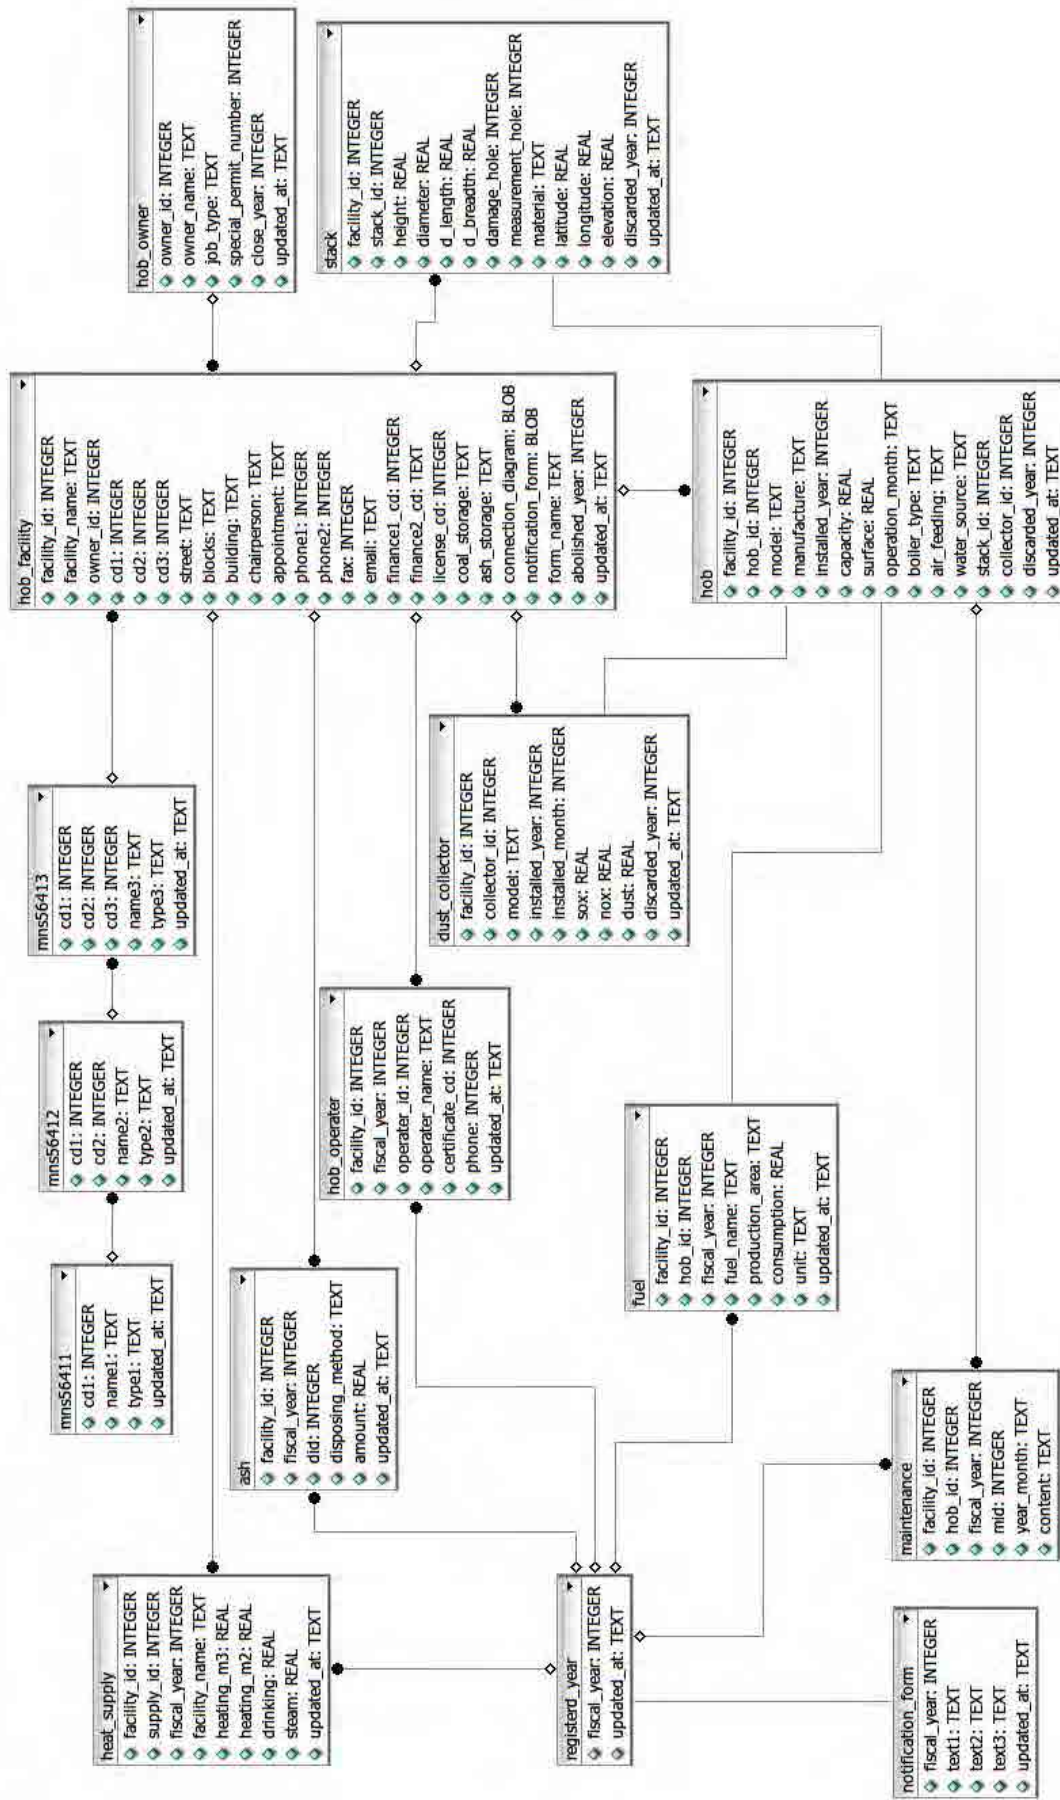 mns56411
cd1: INTEGER
name1: TEXT
type1: TEXT
updated_at: TEXT
mns56412
cd1: INTEGER
cd2: INTEGER
name2: TEXT
type2: TEXT
updated_at: TEXT
mns56413
cd1: INTEGER
cd2: INTEGER
cd3: INTEGER
name3: TEXT
type3: TEXT
updated_at: TEXT
hob_facility
facility_id: INTEGER
facility_name: TEXT
owner_id: INTEGER
cd1: INTEGER
cd2: INTEGER
cd3: INTEGER
street: TEXT
blocks: TEXT
building: TEXT
chairperson: TEXT
appointment: TEXT
phone1: INTEGER
phone2: INTEGER
fax: INTEGER
email: TEXT
finance1_cd: INTEGER
finance2_cd: TEXT
license_cd: INTEGER
coal_storage: TEXT
ash_storage: TEXT
connection_diagram: BLOB
notification_form: BLOB
form_name: TEXT
abolished_year: INTEGER
updated_at: TEXT
hob_owner
owner_id: INTEGER
owner_name: TEXT
job_type: TEXT
special_permit_number: INTEGER
close_year: INTEGER
updated_at: TEXT
heat_supply
facility_id: INTEGER
supply_id: INTEGER
fiscal_year: INTEGER
facility_name: TEXT
heating_m3: REAL
heating_m2: REAL
drinking: REAL
steam: REAL
updated_at: TEXT
ash
facility_id: INTEGER
fiscal_year: INTEGER
did: INTEGER
disposing_method: TEXT
amount: REAL
updated_at: TEXT
hob_operater
facility_id: INTEGER
fiscal_year: INTEGER
operater_id: INTEGER
operater_name: TEXT
certificate_cd: INTEGER
phone: INTEGER
updated_at: TEXT
dust_collector
facility_id: INTEGER
collector_id: INTEGER
model: TEXT
installed_year: INTEGER
installed_month: INTEGER
sox: REAL
nox: REAL
dust: REAL
discarded_year: INTEGER
updated_at: TEXT
stack
facility_id: INTEGER
stack_id: INTEGER
height: REAL
diameter: REAL
d_length: REAL
d_breadth: REAL
damage_hole: INTEGER
measurement_hole: INTEGER
material: TEXT
latitude: REAL
longitude: REAL
elevation: REAL
discarded_year: INTEGER
updated_at: TEXT
registerd_year
fiscal_year: INTEGER
updated_at: TEXT
fuel
facility_id: INTEGER
hob_id: INTEGER
fiscal_year: INTEGER
fuel_name: TEXT
production_area: TEXT
consumption: REAL
unit: TEXT
updated_at: TEXT
hob
facility_id: INTEGER
hob_id: INTEGER
model: TEXT
manufacture: TEXT
installed_year: INTEGER
capacity: REAL
surface: REAL
operation_month: TEXT
boiler_type: TEXT
air_feeding: TEXT
water_source: TEXT
stack_id: INTEGER
collector_id: INTEGER
discarded_year: INTEGER
updated_at: TEXT
notification_form
fiscal_year: INTEGER
text1: TEXT
text2: TEXT
text3: TEXT
updated_at: TEXT
maintenance
facility_id: INTEGER
hob_id: INTEGER
fiscal_year: INTEGER
mid: INTEGER
year_month: TEXT
content: TEXT